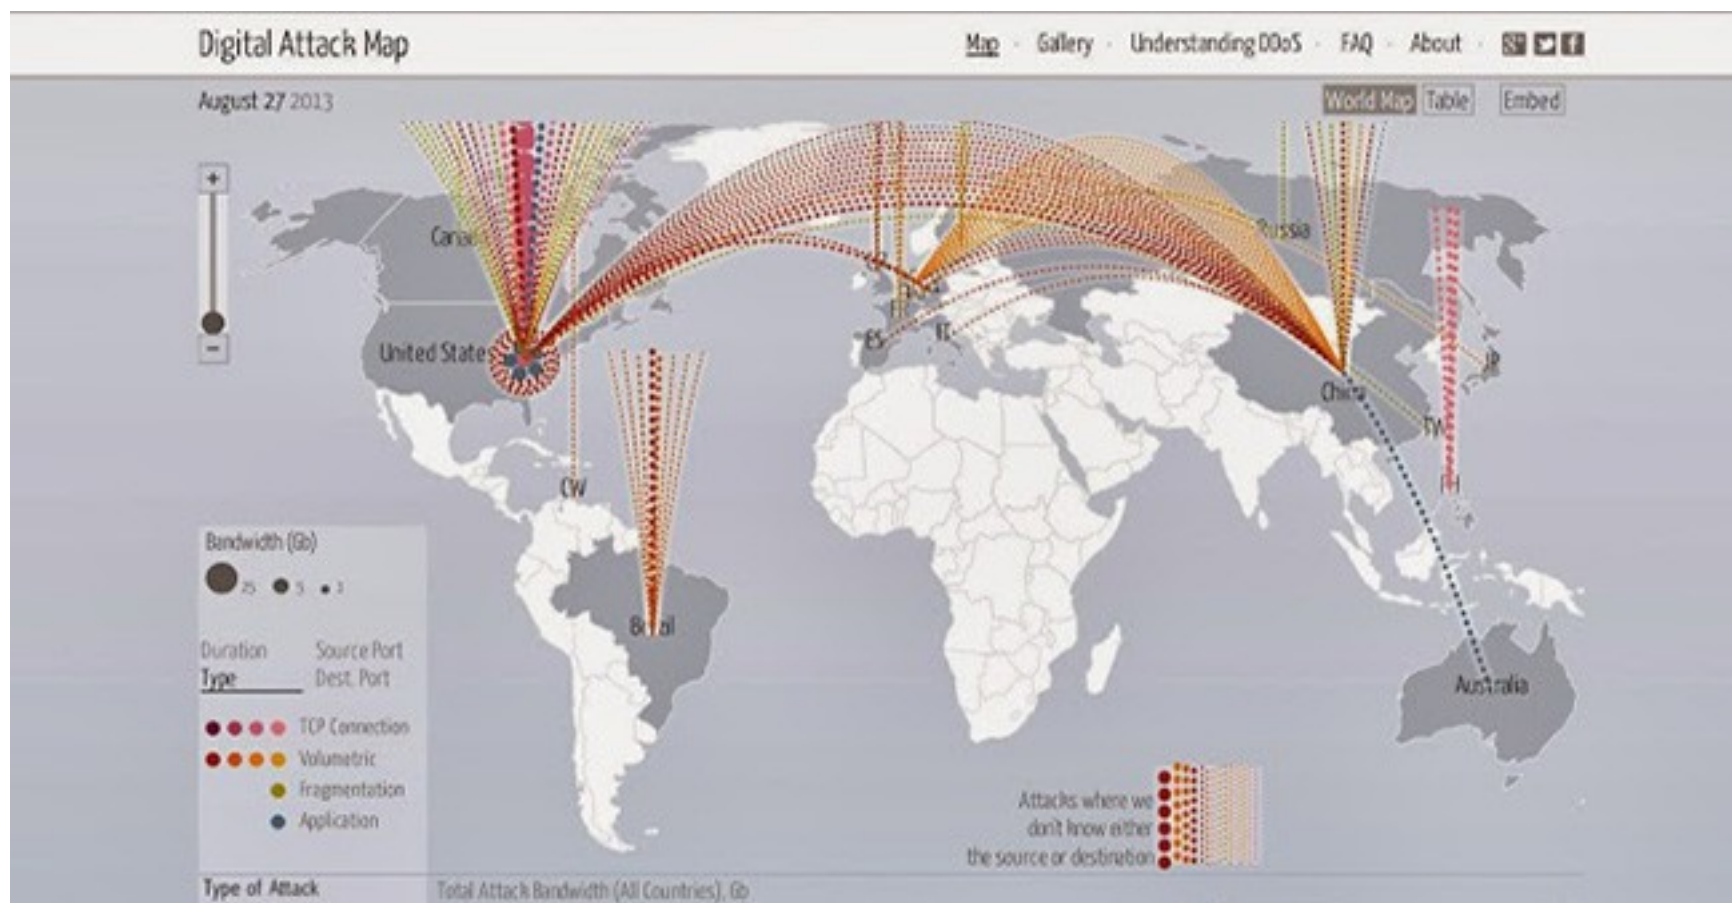 Digital Attack Map
Map · Gallery · Understanding DDoS · FAQ · About
August 27 2013
World Map Table Embed
+
−
Canad
Russia
United States
ES
IT
JP
China
TW
CW
PH
Brazil
Australia
Bandwidth (Gb)
25 5 1
Duration Source Port
Type Dest. Port
TCP Connection
Volumetric
Fragmentation
Application
Attacks where we
don't know either
the source or destination
Type of Attack Total Attack Bandwidth (All Countries), Gb